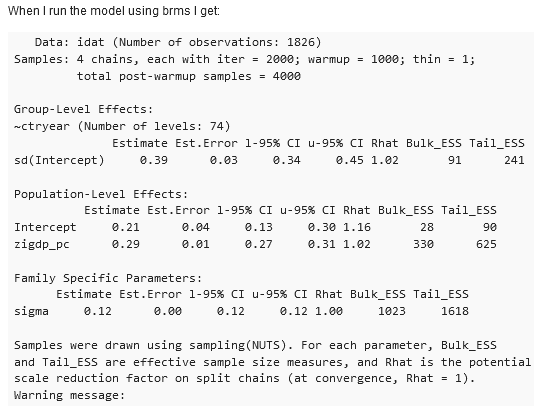 When I run the model using brms I get:
Data: idat (Number of observations: 1826)
Samples: 4 chains, each with iter = 2000; warmup = 1000; thin = 1;
total post-warmup samples = 4000
Group-Level Effects:
~ctryear (Number of levels: 74)
Estimate Est.Error l-95% CI u-95% CI Rhat Bulk_ESS Tail_ESS
sd(Intercept) 0.39 0.03 0.34 0.45 1.02 91 241
Population-Level Effects:
Estimate Est.Error l-95% CI u-95% CI Rhat Bulk_ESS Tail_ESS
Intercept 0.21 0.04 0.13 0.30 1.16 28 90
zigdp_pc 0.29 0.01 0.27 0.31 1.02 330 625
Family Specific Parameters:
Estimate Est.Error l-95% CI u-95% CI Rhat Bulk_ESS Tail_ESS
sigma 0.12 0.00 0.12 0.12 1.00 1023 1618
Samples were drawn using sampling(NUTS). For each parameter, Bulk_ESS
and Tail_ESS are effective sample size measures, and Rhat is the potential
scale reduction factor on split chains (at convergence, Rhat = 1).
Warning message: